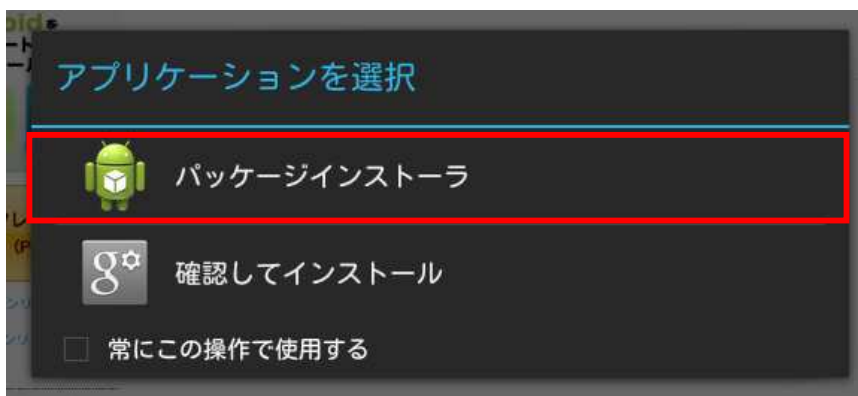 アプリケーションを選択
パッケージインストーラ
確認してインストール
常にこの操作で使用する